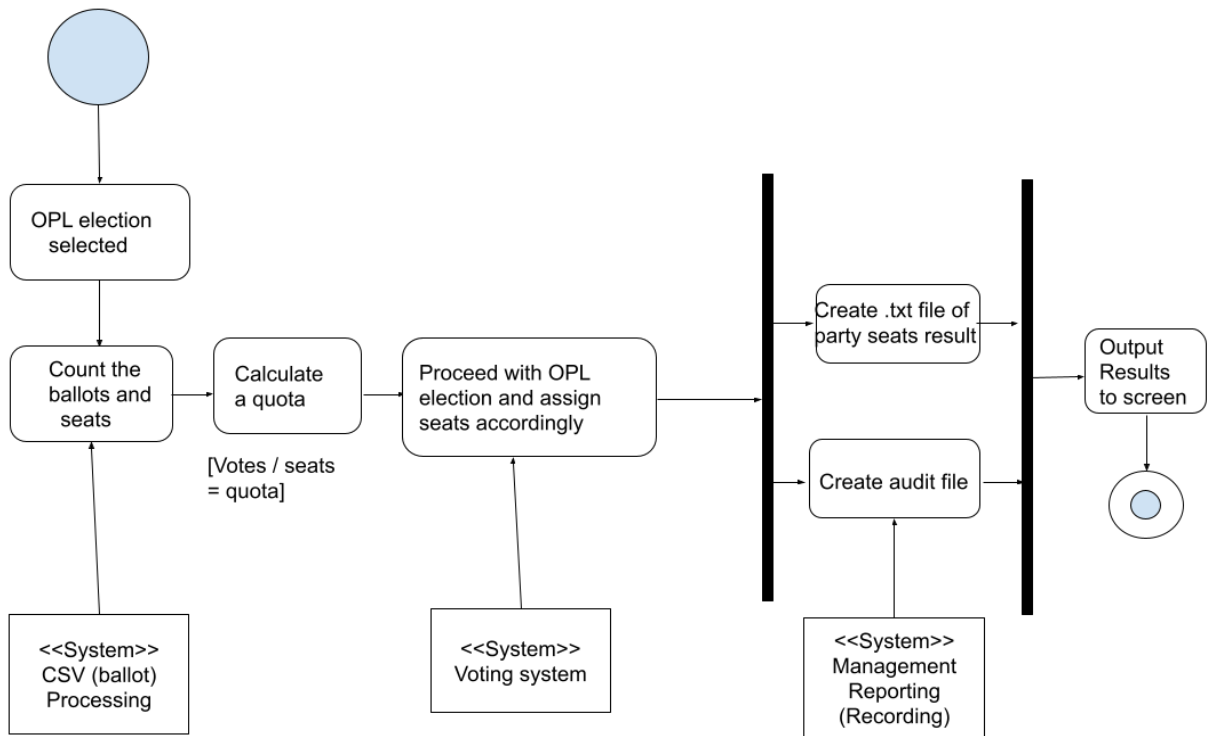 OPL election
selected
Count the
ballots and
seats
Calculate
a quota
[Votes / seats
= quota]
Proceed with OPL
election and assign
seats accordingly
Create .txt file of
party seats result
Create audit file
Output
Results
to screen
<<System>>
CSV (ballot)
Processing
<<System>>
Voting system
<<System>>
Management
Reporting
(Recording)